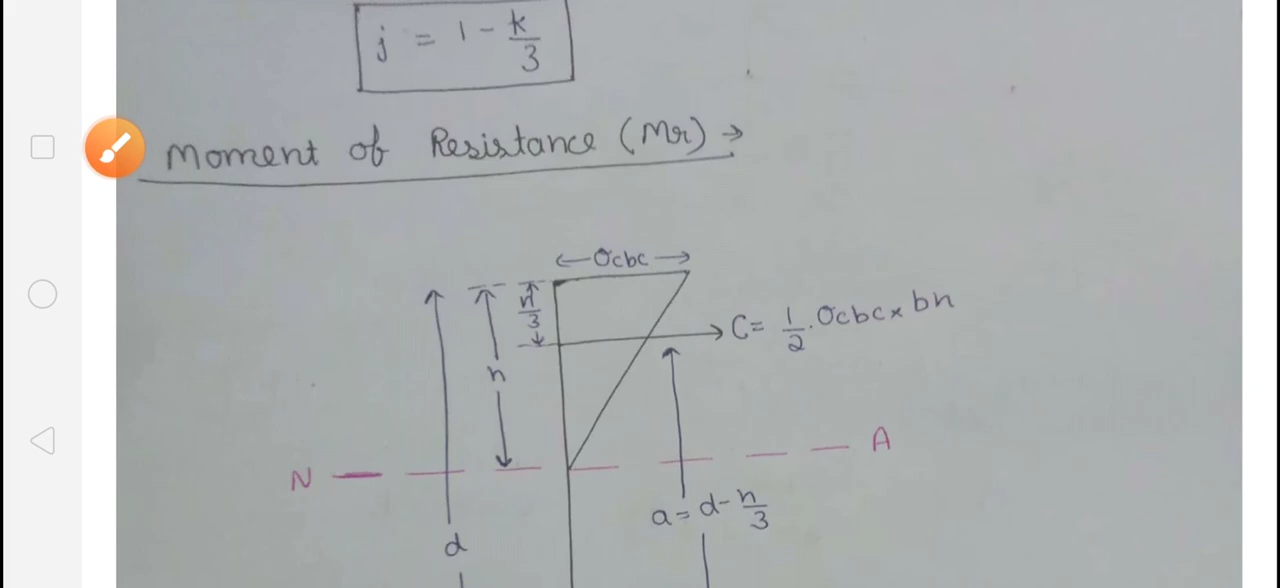 j = 1 - k/3
Moment of Resistance (Mr) →
← σcbc →
n/3
C = 1/2 . σcbc × bn
n
N A
a = d - n/3
d